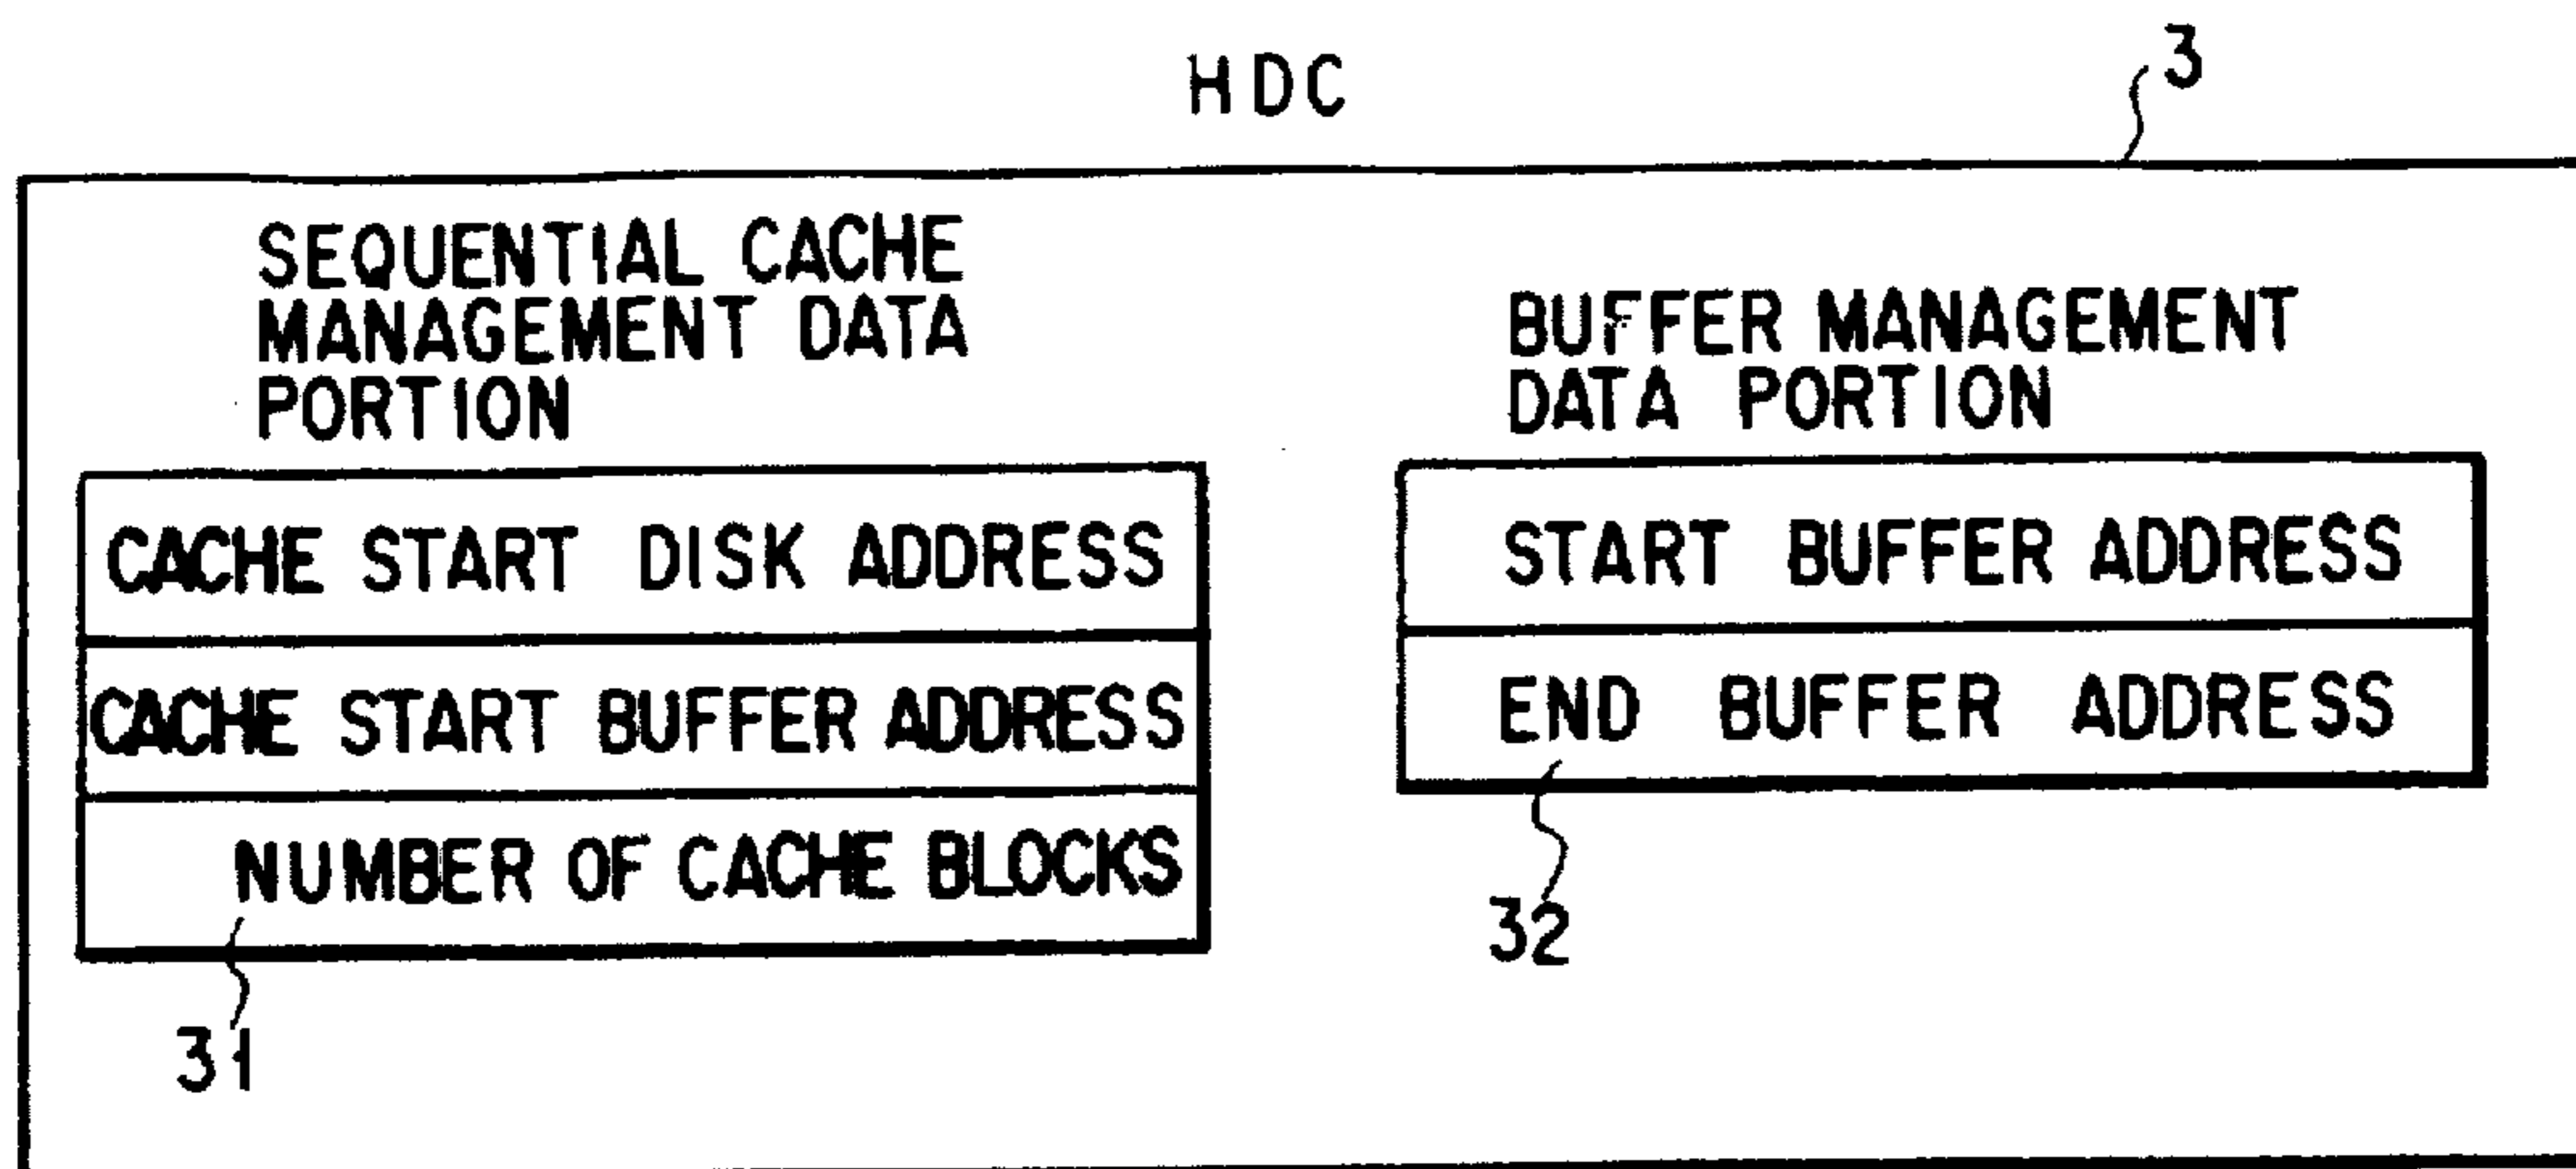 HDC
3
SEQUENTIAL CACHE
MANAGEMENT DATA
PORTION
CACHE START DISK ADDRESS
CACHE START BUFFER ADDRESS
NUMBER OF CACHE BLOCKS
31
BUFFER MANAGEMENT
DATA PORTION
START BUFFER ADDRESS
END BUFFER ADDRESS
32